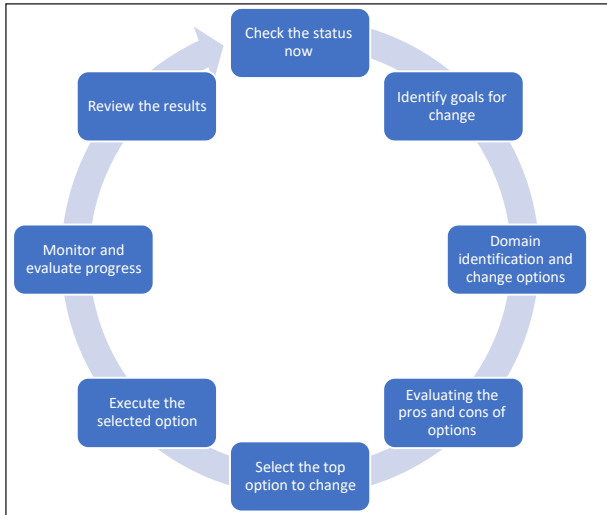 Check the status
now
Identify goals for
change
Domain
identification and
change options
Evaluating the
pros and cons of
options
Select the top
option to change
Execute the
selected option
Monitor and
evaluate progress
Review the results